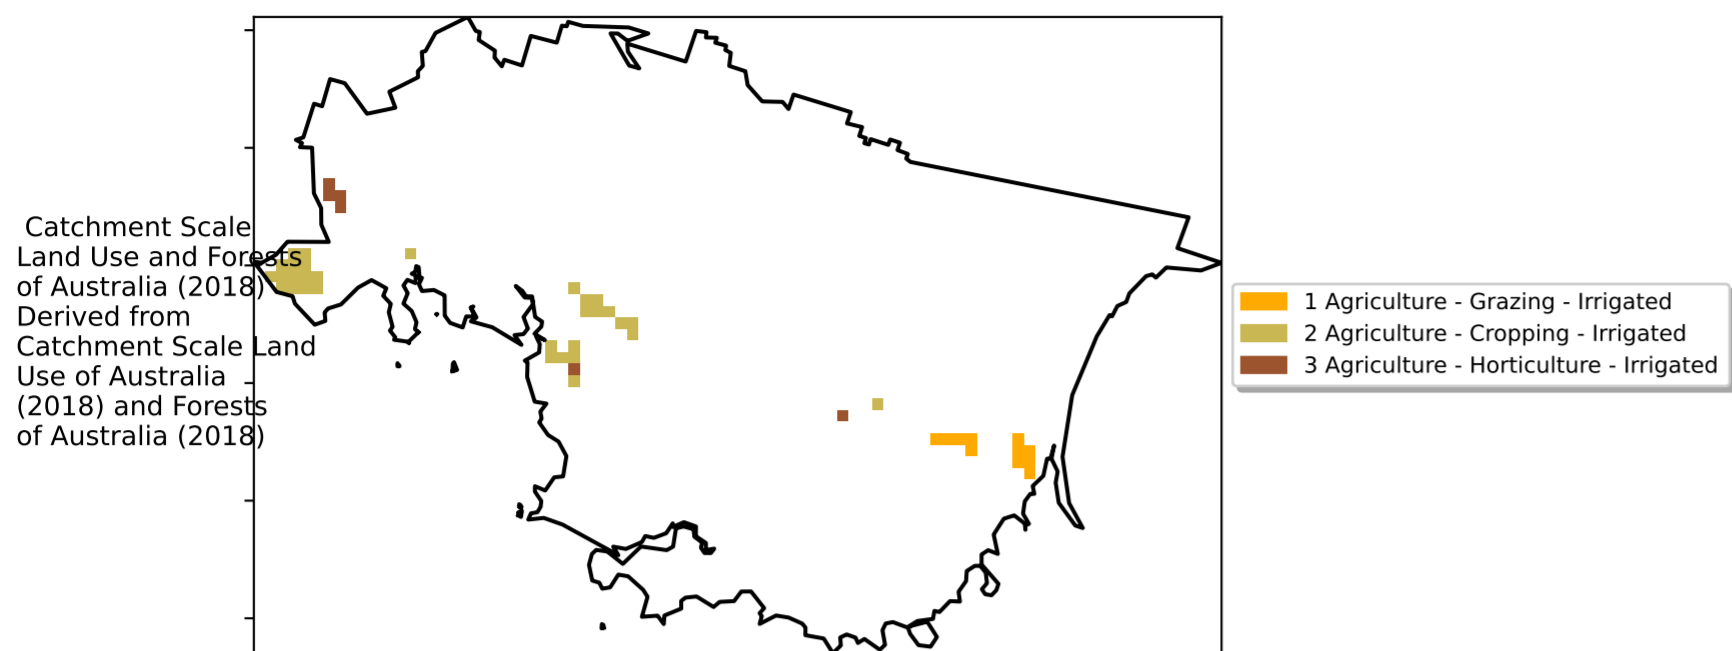 Catchment Scale
Land Use and Forests
of Australia (2018)
Derived from
Catchment Scale Land
Use of Australia
(2018) and Forests
of Australia (2018)
1 Agriculture - Grazing - Irrigated
2 Agriculture - Cropping - Irrigated
3 Agriculture - Horticulture - Irrigated